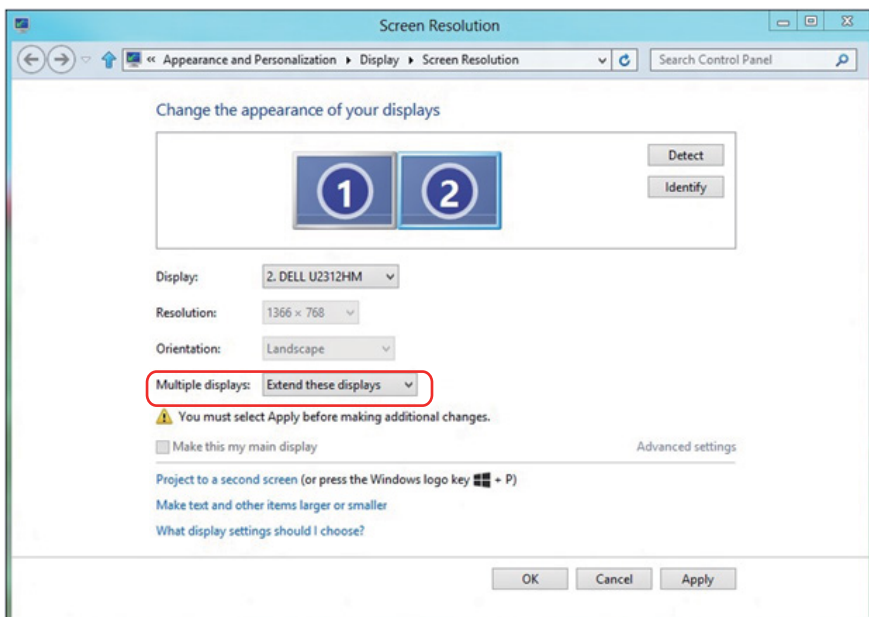 Screen Resolution
« Appearance and Personalization ▸ Display ▸ Screen Resolution
Search Control Panel
Change the appearance of your displays
1
2
Detect
Identify
Display: 2. DELL U2312HM
Resolution: 1366 × 768
Orientation: Landscape
Multiple displays: Extend these displays
You must select Apply before making additional changes.
Make this my main display
Advanced settings
Project to a second screen (or press the Windows logo key + P)
Make text and other items larger or smaller
What display settings should I choose?
OK
Cancel
Apply